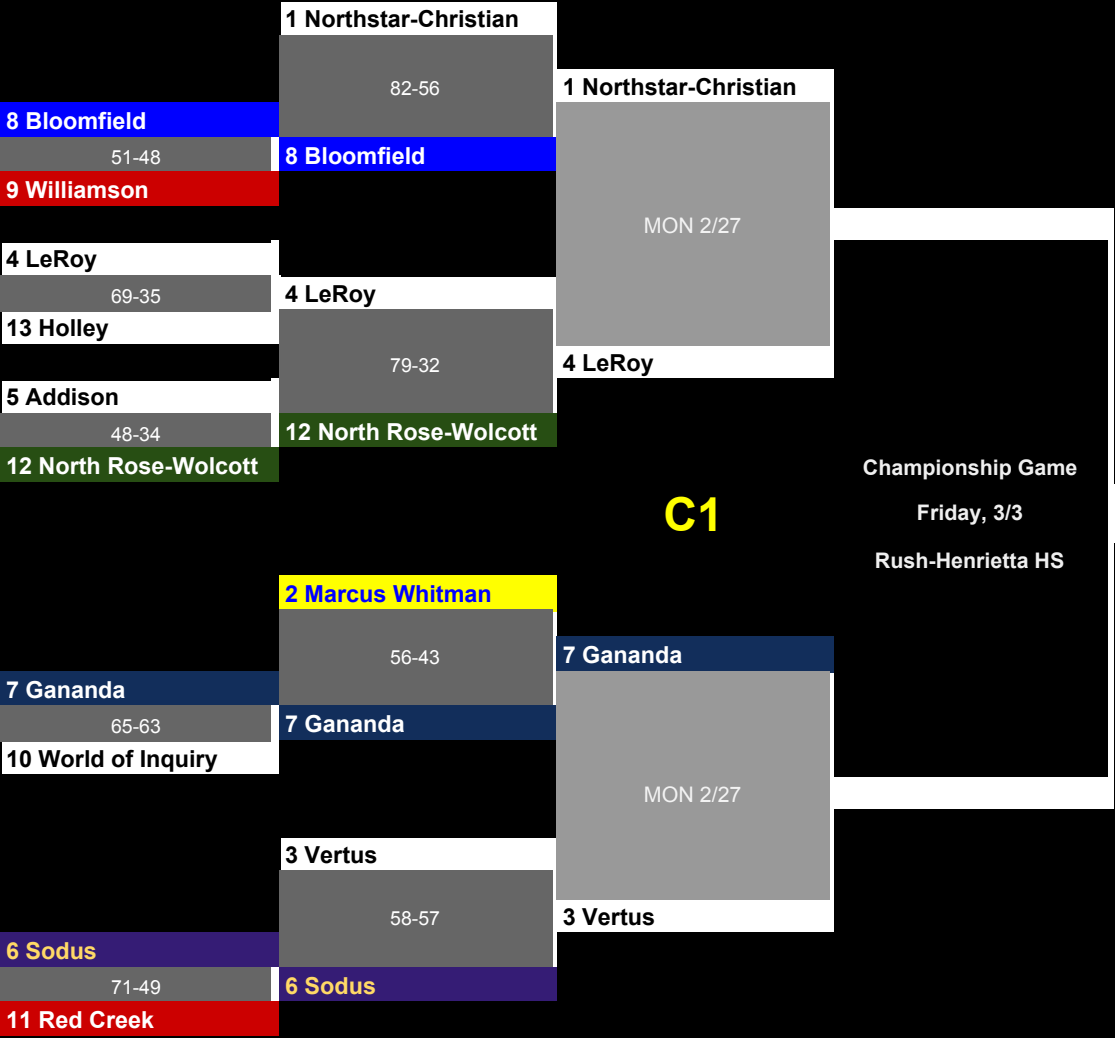 1 Northstar-Christian
82-56
1 Northstar-Christian
8 Bloomfield
51-48
8 Bloomfield
9 Williamson
MON 2/27
4 LeRoy
69-35
4 LeRoy
13 Holley
79-32
4 LeRoy
5 Addison
48-34
12 North Rose-Wolcott
12 North Rose-Wolcott
Championship Game
C1
Friday, 3/3
Rush-Henrietta HS
2 Marcus Whitman
56-43
7 Gananda
7 Gananda
65-63
7 Gananda
10 World of Inquiry
MON 2/27
3 Vertus
58-57
3 Vertus
6 Sodus
71-49
6 Sodus
11 Red Creek